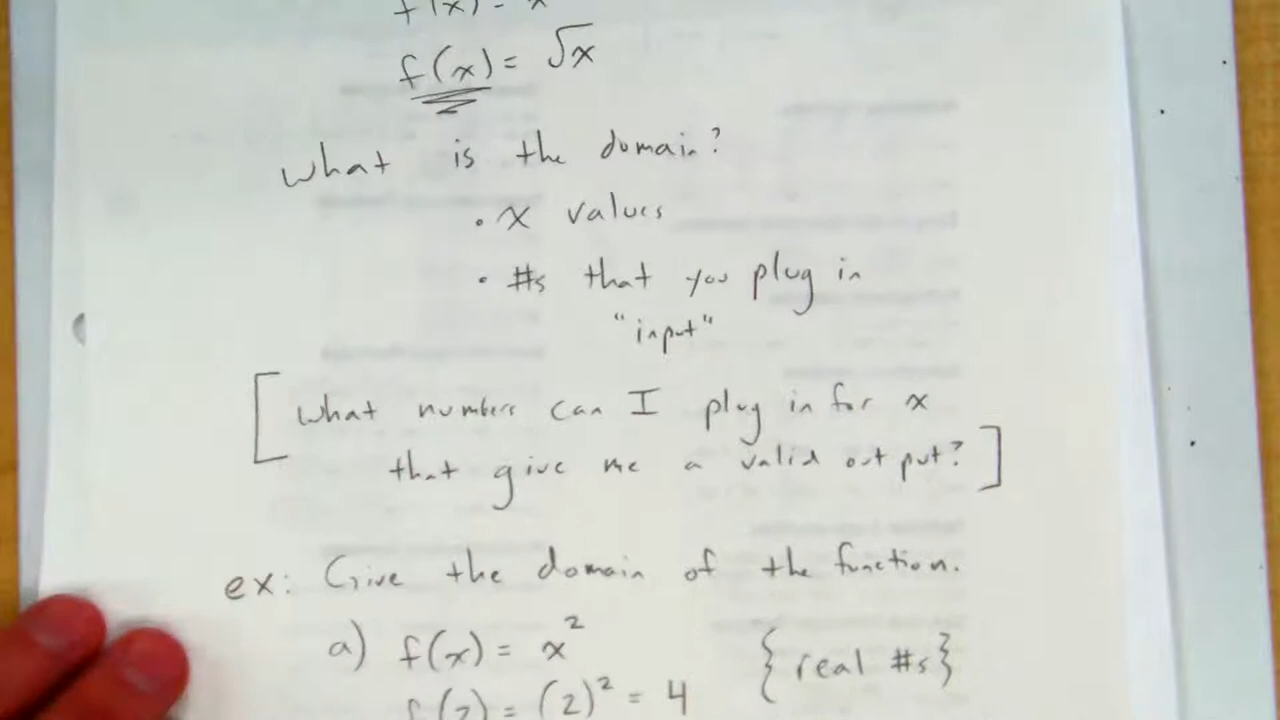 f(x) = x
f(x) = √x
What is the domain?
• x values
• #s that you plug in
"input"
[ What numbers can I plug in for x
that give me a valid output? ]
ex: Give the domain of the function.
a) f(x) = x² {real #s}
f(2) = (2)² = 4